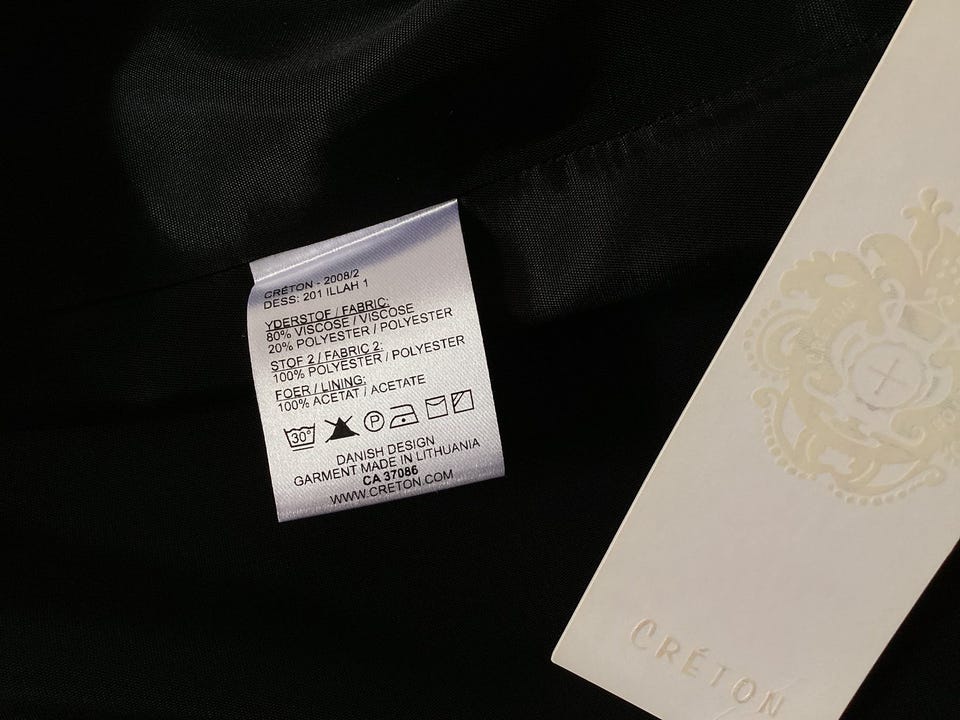 CRÉTON - 2008/2
DESS: 201 ILLAH 1
YDERSTOF / FABRIC:
80% VISCOSE / VISCOSE
20% POLYESTER / POLYESTER
STOF 2 / FABRIC 2:
100% POLYESTER / POLYESTER
FOER / LINING:
100% ACETAT / ACETATE
30° P
DANISH DESIGN
GARMENT MADE IN LITHUANIA
CA 37086
WWW.CRETON.COM
CRÉTON